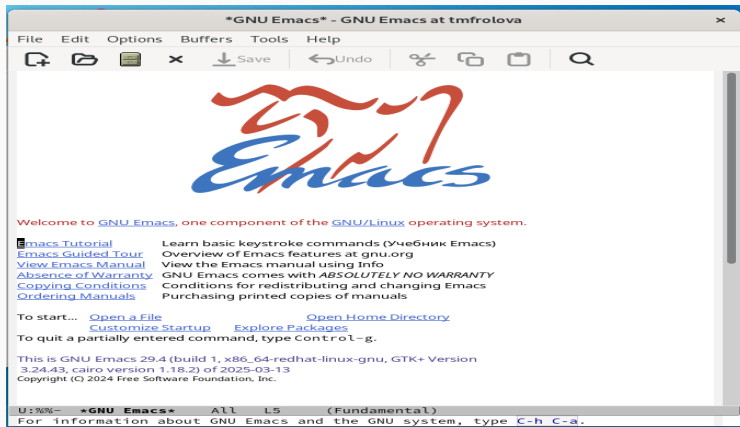 *GNU Emacs* - GNU Emacs at tmfrolova ×
File Edit Options Buffers Tools Help
Save Undo
GNU
Emacs
Welcome to GNU Emacs, one component of the GNU/Linux operating system.
Emacs Tutorial Learn basic keystroke commands (Учебник Emacs)
Emacs Guided Tour Overview of Emacs features at gnu.org
View Emacs Manual View the Emacs manual using Info
Absence of Warranty GNU Emacs comes with ABSOLUTELY NO WARRANTY
Copying Conditions Conditions for redistributing and changing Emacs
Ordering Manuals Purchasing printed copies of manuals
To start... Open a File Open Home Directory
Customize Startup Explore Packages
To quit a partially entered command, type Control-g.
This is GNU Emacs 29.4 (build 1, x86_64-redhat-linux-gnu, GTK+ Version
3.24.43, cairo version 1.18.2) of 2025-03-13
Copyright (C) 2024 Free Software Foundation, Inc.
U:%%- *GNU Emacs* All L5 (Fundamental)
For information about GNU Emacs and the GNU system, type C-h C-a.